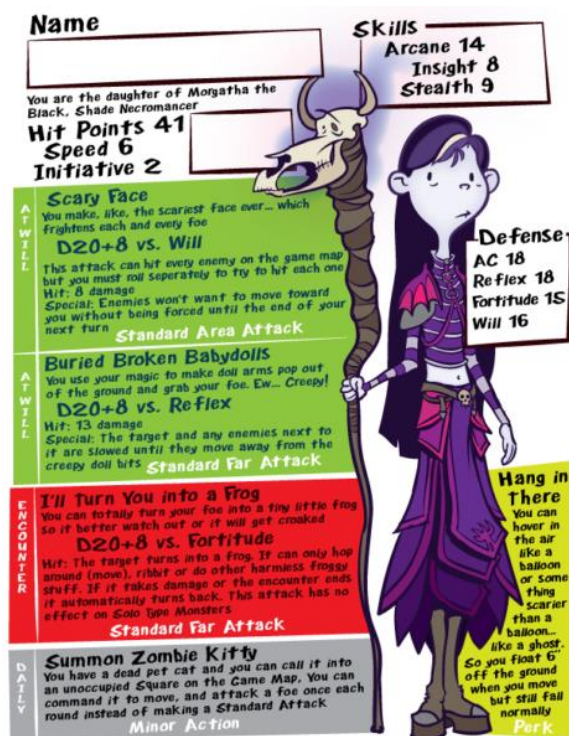 Name
Skills
Arcane 14
Insight 8
Stealth 9
You are the daughter of Morgatha the
Black, Shade Necromancer
Hit Points 41
Speed 6
Initiative 2
AT WILL
Scary Face
You make, like, the scariest face ever... which
frightens each and every foe
D20+8 vs. Will
This attack can hit every enemy on the game map
but you must roll seperately to try to hit each one
Hit: 8 damage
Special: Enemies won't want to move toward
you without being forced until the end of your
next turn
Standard Area Attack
Defense
AC 18
Reflex 18
Fortitude 15
Will 16
AT WILL
Buried Broken Babydolls
You use your magic to make doll arms pop out
of the ground and grab your foe. Ew... Creepy!
D20+8 vs. Reflex
Hit: 13 damage
Special: The target and any enemies next to
it are slowed until they move away from the
creepy doll bits
Standard Far Attack
ENCOUNTER
I'll Turn You into a Frog
You can totally turn your foe into a tiny little frog
so it better watch out or it will get croaked
D20+8 vs. Fortitude
Hit: The target turns into a frog. It can only hop
around (move), ribbit or do other harmless froggy
stuff. If it takes damage or the encounter ends
it automatically turns back. This attack has no
effect on Solo Type Monsters
Standard Far Attack
DAILY
Summon Zombie Kitty
You have a dead pet cat and you can call it into
an unoccupied Square on the Game Map. You can
command it to move, and attack a foe once each
round instead of making a Standard Attack
Minor Action
Hang in
There
You can
hover in
the air
like a
balloon
or some
thing
scarier
than a
balloon...
like a ghost.
So you float 6"
off the ground
when you move
but still fall
normally
Perk